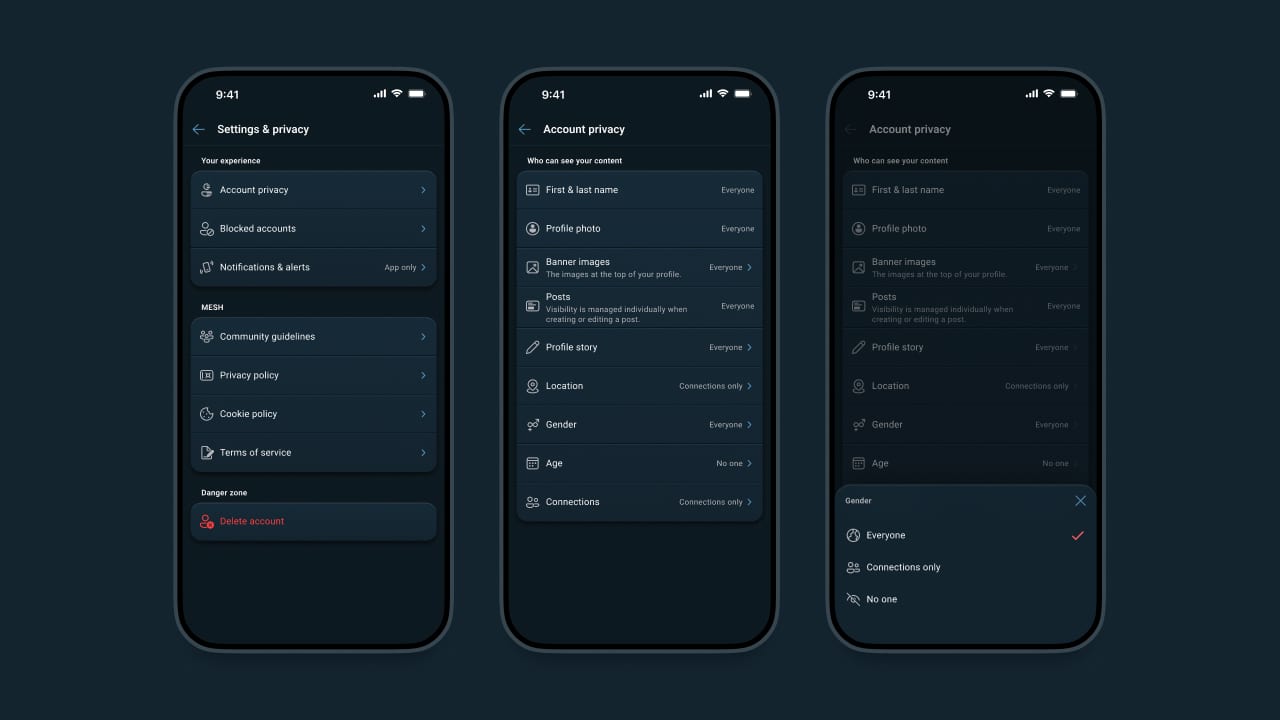 9:41
Settings & privacy
Your experience
Account privacy
Blocked accounts
Notifications & alerts App only
MESH
Community guidelines
Privacy policy
Cookie policy
Terms of service
Danger zone
Delete account
9:41
Account privacy
Who can see your content
First & last name Everyone
Profile photo Everyone
Banner images
The images at the top of your profile.
Everyone
Posts
Visibility is managed individually when
creating or editing a post.
Everyone
Profile story Everyone
Location Connections only
Gender Everyone
Age No one
Connections Connections only
9:41
Account privacy
Who can see your content
First & last name Everyone
Profile photo Everyone
Banner images
The images at the top of your profile.
Everyone
Posts
Visibility is managed individually when
creating or editing a post.
Everyone
Profile story Everyone
Location Connections only
Gender Everyone
Age No one
Gender
Everyone
Connections only
No one